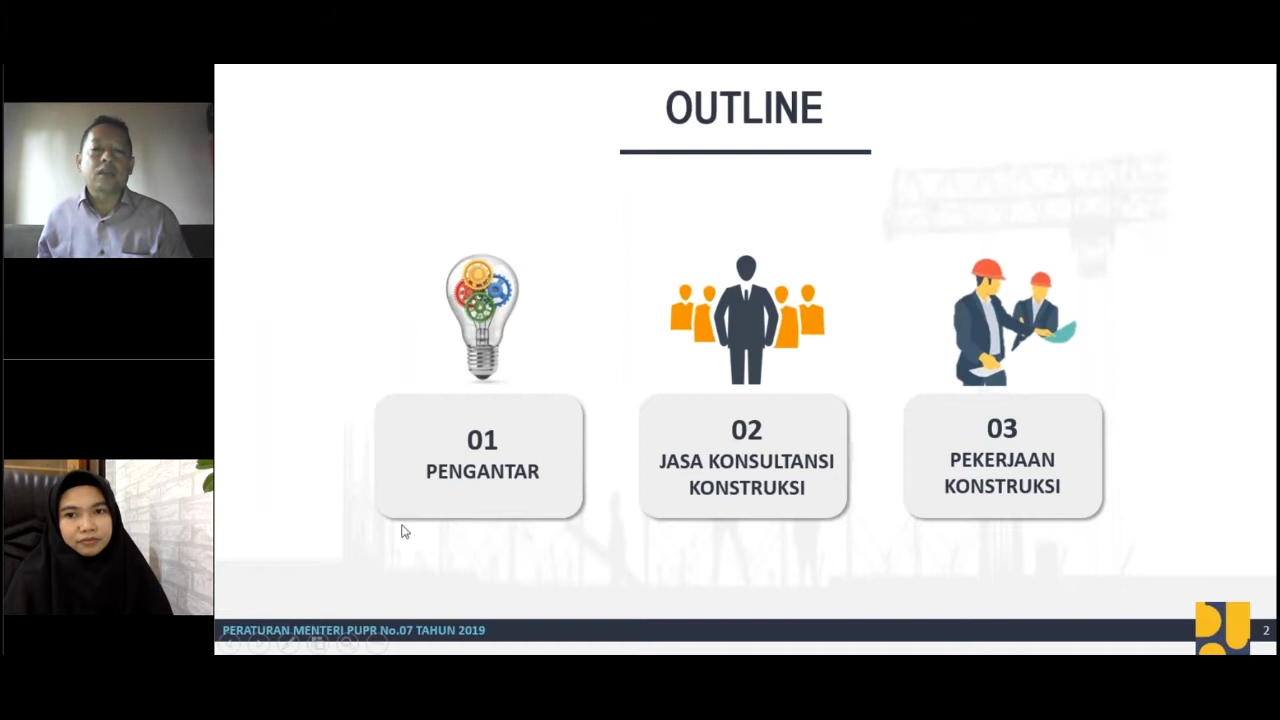 OUTLINE
01
PENGANTAR
02
JASA KONSULTANSI
KONSTRUKSI
03
PEKERJAAN
KONSTRUKSI
PERATURAN MENTERI PUPR No.07 TAHUN 2019
2